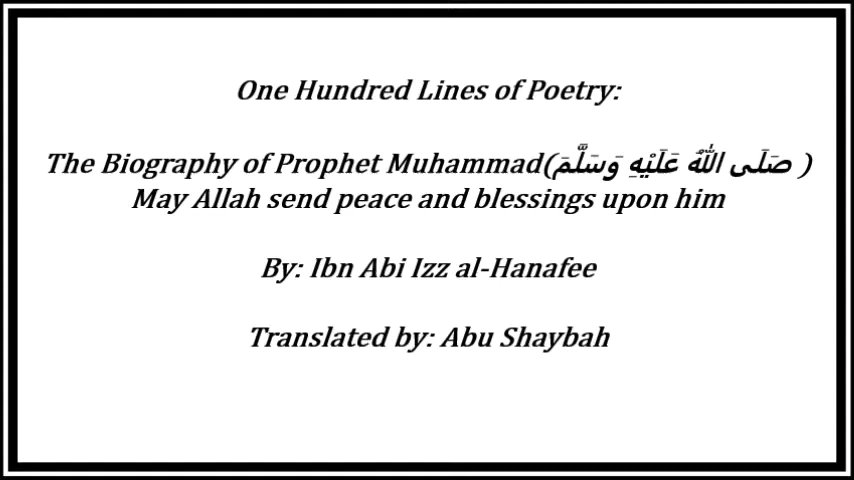 One Hundred Lines of Poetry:
The Biography of Prophet Muhammad(صَلَى اللهُ عَلَيْهِ وَسَلَّمَ )
May Allah send peace and blessings upon him
By: Ibn Abi Izz al-Hanafee
Translated by: Abu Shaybah